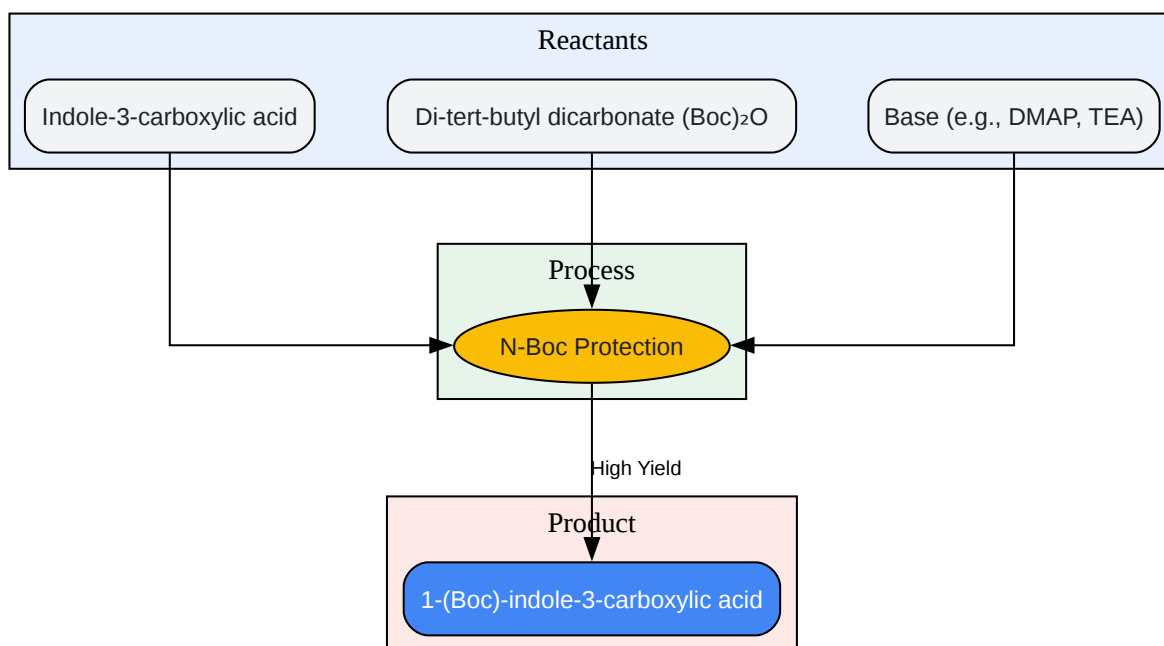 Reactants
Indole-3-carboxylic acid
Di-tert-butyl dicarbonate (Boc)₂O
Base (e.g., DMAP, TEA)
Process
N-Boc Protection
High Yield
Product
1-(Boc)-indole-3-carboxylic acid